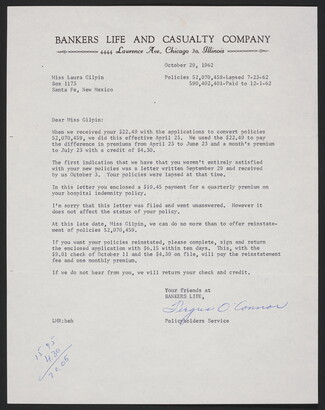 BANKERS LIFE AND CASUALTY COMPANY
4444 Lawrence Ave, Chicago 30, Illinois
October 29, 1962
Miss Laura Gilpin
Box 1173
Santa Fe, New Mexico
Policies 52,070,459-Lapsed 7-23-62
590,402,401-Paid to 12-1-62
Dear Miss Gilpin:
When we received your $22.49 with the applications to convert policies
52,070,459, we did this effective April 23. We used the $22.49 to pay
the difference in premiums from April 23 to June 23 and a month's premium
to July 23 with a credit of $4.30.
The first indication that we have that you weren't entirely satisfied
with your new policies was a letter written September 29 and received
by us October 3. Your policies were lapsed at that time.
In this letter you enclosed a $10.45 payment for a quarterly premium on
your hospital indemnity policy.
I'm sorry that this letter was filed and went unanswered. However it
does not affect the status of your policy.
At this late date, Miss Gilpin, we can do no more than to offer reinstate-
ment of policies 52,070,459.
If you want your policies reinstated, please complete, sign and return
the enclosed application with $6.15 within ten days. This, with the
$9.01 check of October 11 and the $4.30 on file, will pay the reinstatement
fee and one monthly premium.
If we do not hear from you, we will return your check and credit.
Your friends at
BANKERS LIFE,
Fergus O'Connor
Policyholders Service
4.30